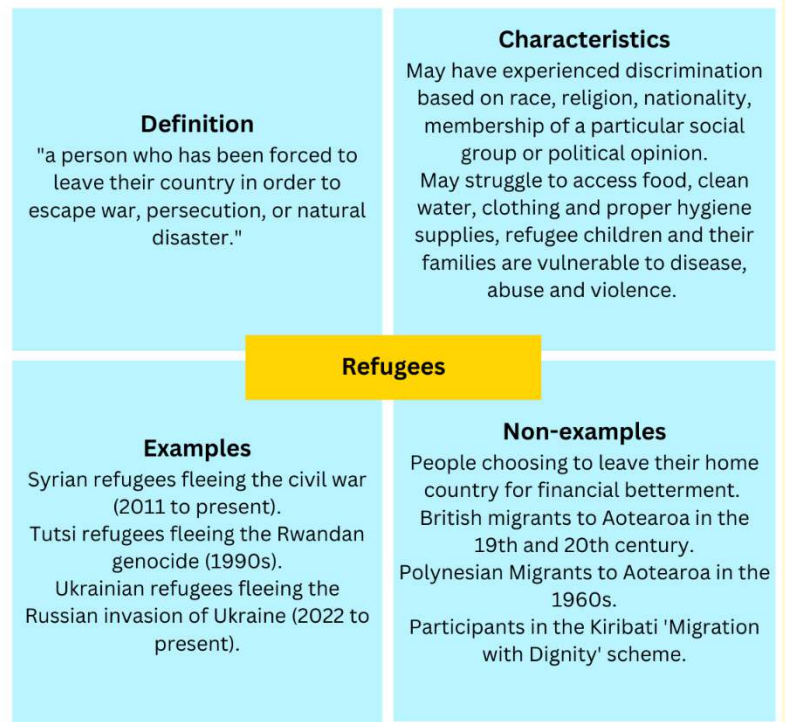 Definition
"a person who has been forced to
leave their country in order to
escape war, persecution, or natural
disaster."
Characteristics
May have experienced discrimination
based on race, religion, nationality,
membership of a particular social
group or political opinion.
May struggle to access food, clean
water, clothing and proper hygiene
supplies, refugee children and their
families are vulnerable to disease,
abuse and violence.
Refugees
Examples
Syrian refugees fleeing the civil war
(2011 to present).
Tutsi refugees fleeing the Rwandan
genocide (1990s).
Ukrainian refugees fleeing the
Russian invasion of Ukraine (2022 to
present).
Non-examples
People choosing to leave their home
country for financial betterment.
British migrants to Aotearoa in the
19th and 20th century.
Polynesian Migrants to Aotearoa in the
1960s.
Participants in the Kiribati 'Migration
with Dignity' scheme.